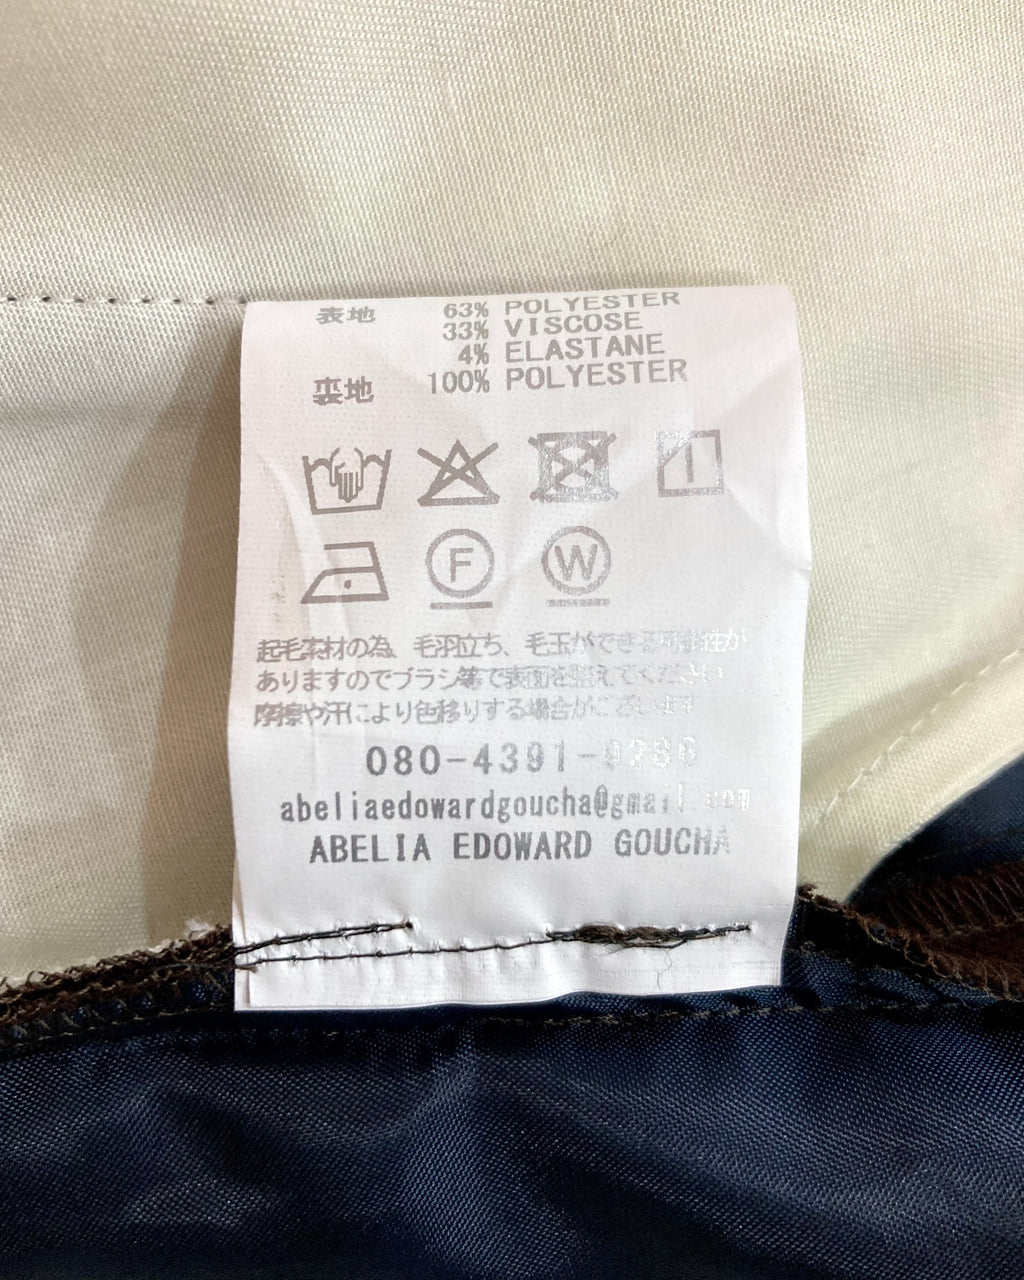 表地 63% POLYESTER
33% VISCOSE
4% ELASTANE
裏地 100% POLYESTER
F W
起毛素材の為、毛羽立ち、毛玉ができる可能性が
ありますのでブラシ等で表面を整えてください
摩擦や汗により色移りする場合がございます
080-4391-9286
abeliaedowardgoucha@gmail.com
ABELIA EDOWARD GOUCHA